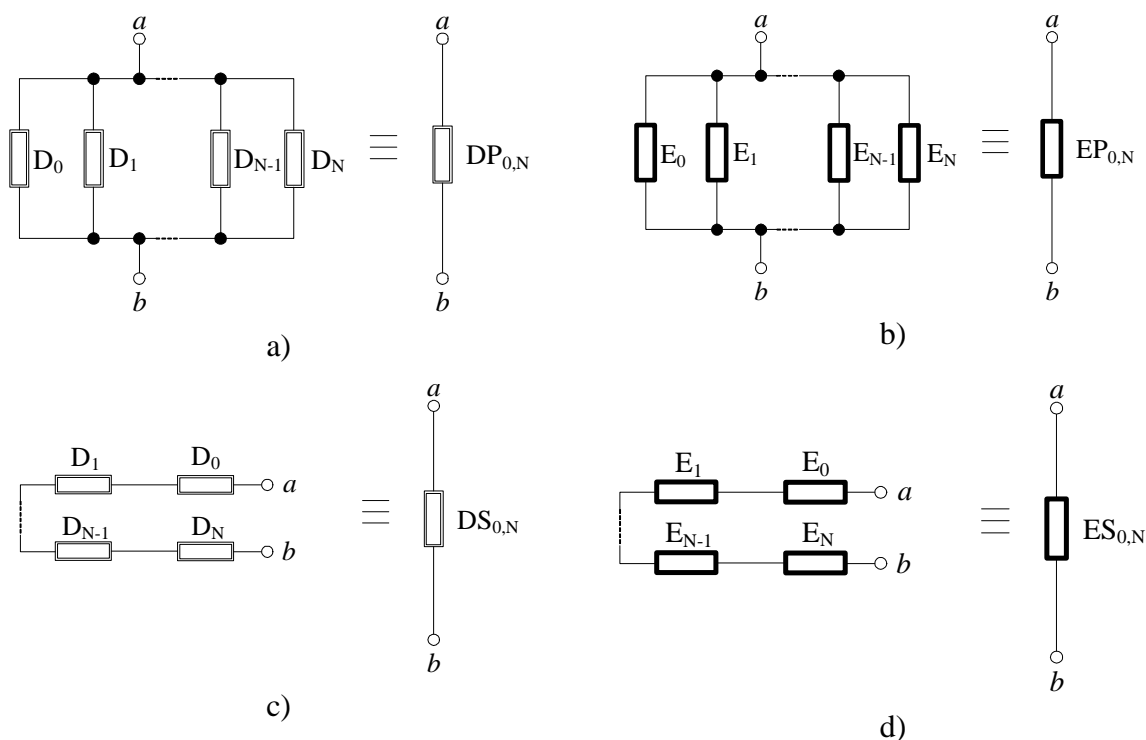 a
D0 D1 DN-1 DN
b
≡
a
DP0,N
b
a)
a
E0 E1 EN-1 EN
b
≡
a
EP0,N
b
b)
D1 D0 a
DN-1 DN b
≡
a
DS0,N
b
c)
E1 E0 a
EN-1 EN b
≡
a
ES0,N
b
d)